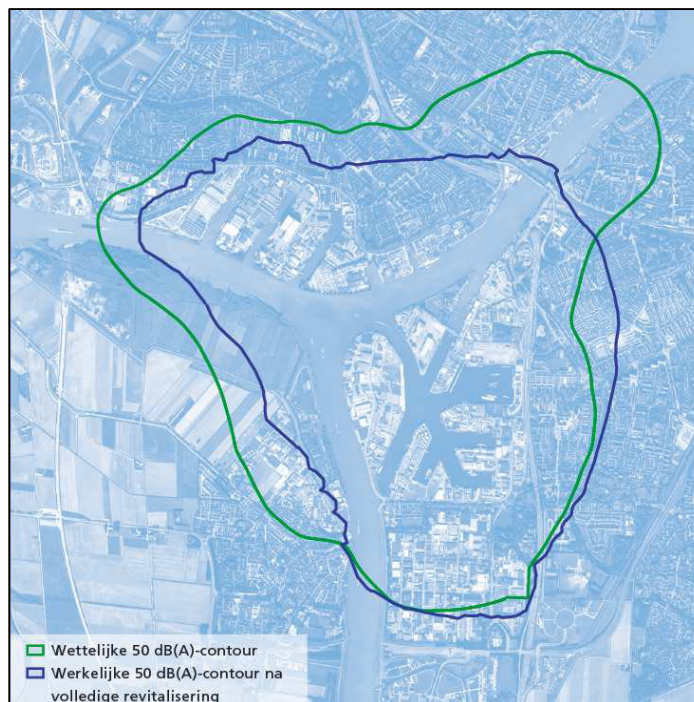 Wettelijke 50 dB(A)-contour
Werkelijke 50 dB(A)-contour na
volledige revitalisering